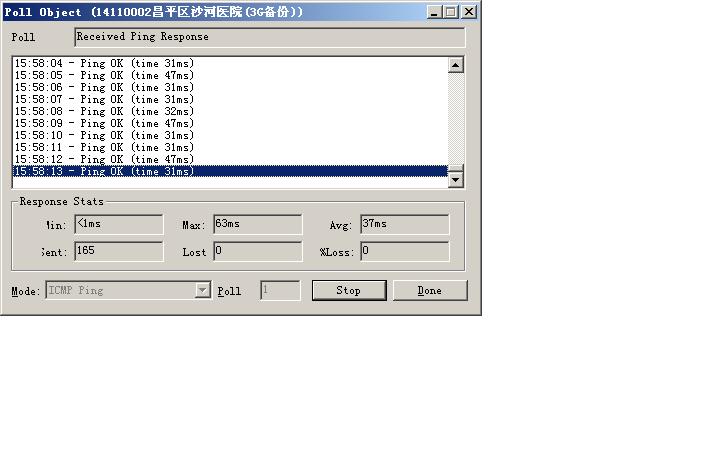 Poll Object (14110002昌平区沙河医院(3G备份))
Poll Received Ping Response
15:58:04 - Ping OK (time 31ms)
15:58:05 - Ping OK (time 47ms)
15:58:06 - Ping OK (time 31ms)
15:58:07 - Ping OK (time 31ms)
15:58:08 - Ping OK (time 32ms)
15:58:09 - Ping OK (time 47ms)
15:58:10 - Ping OK (time 31ms)
15:58:11 - Ping OK (time 31ms)
15:58:12 - Ping OK (time 47ms)
15:58:13 - Ping OK (time 31ms)
Response Stats
Min: <1ms Max: 63ms Avg: 37ms
Sent: 165 Lost 0 %Loss: 0
Mode: ICMP Ping Poll 1 Stop Done